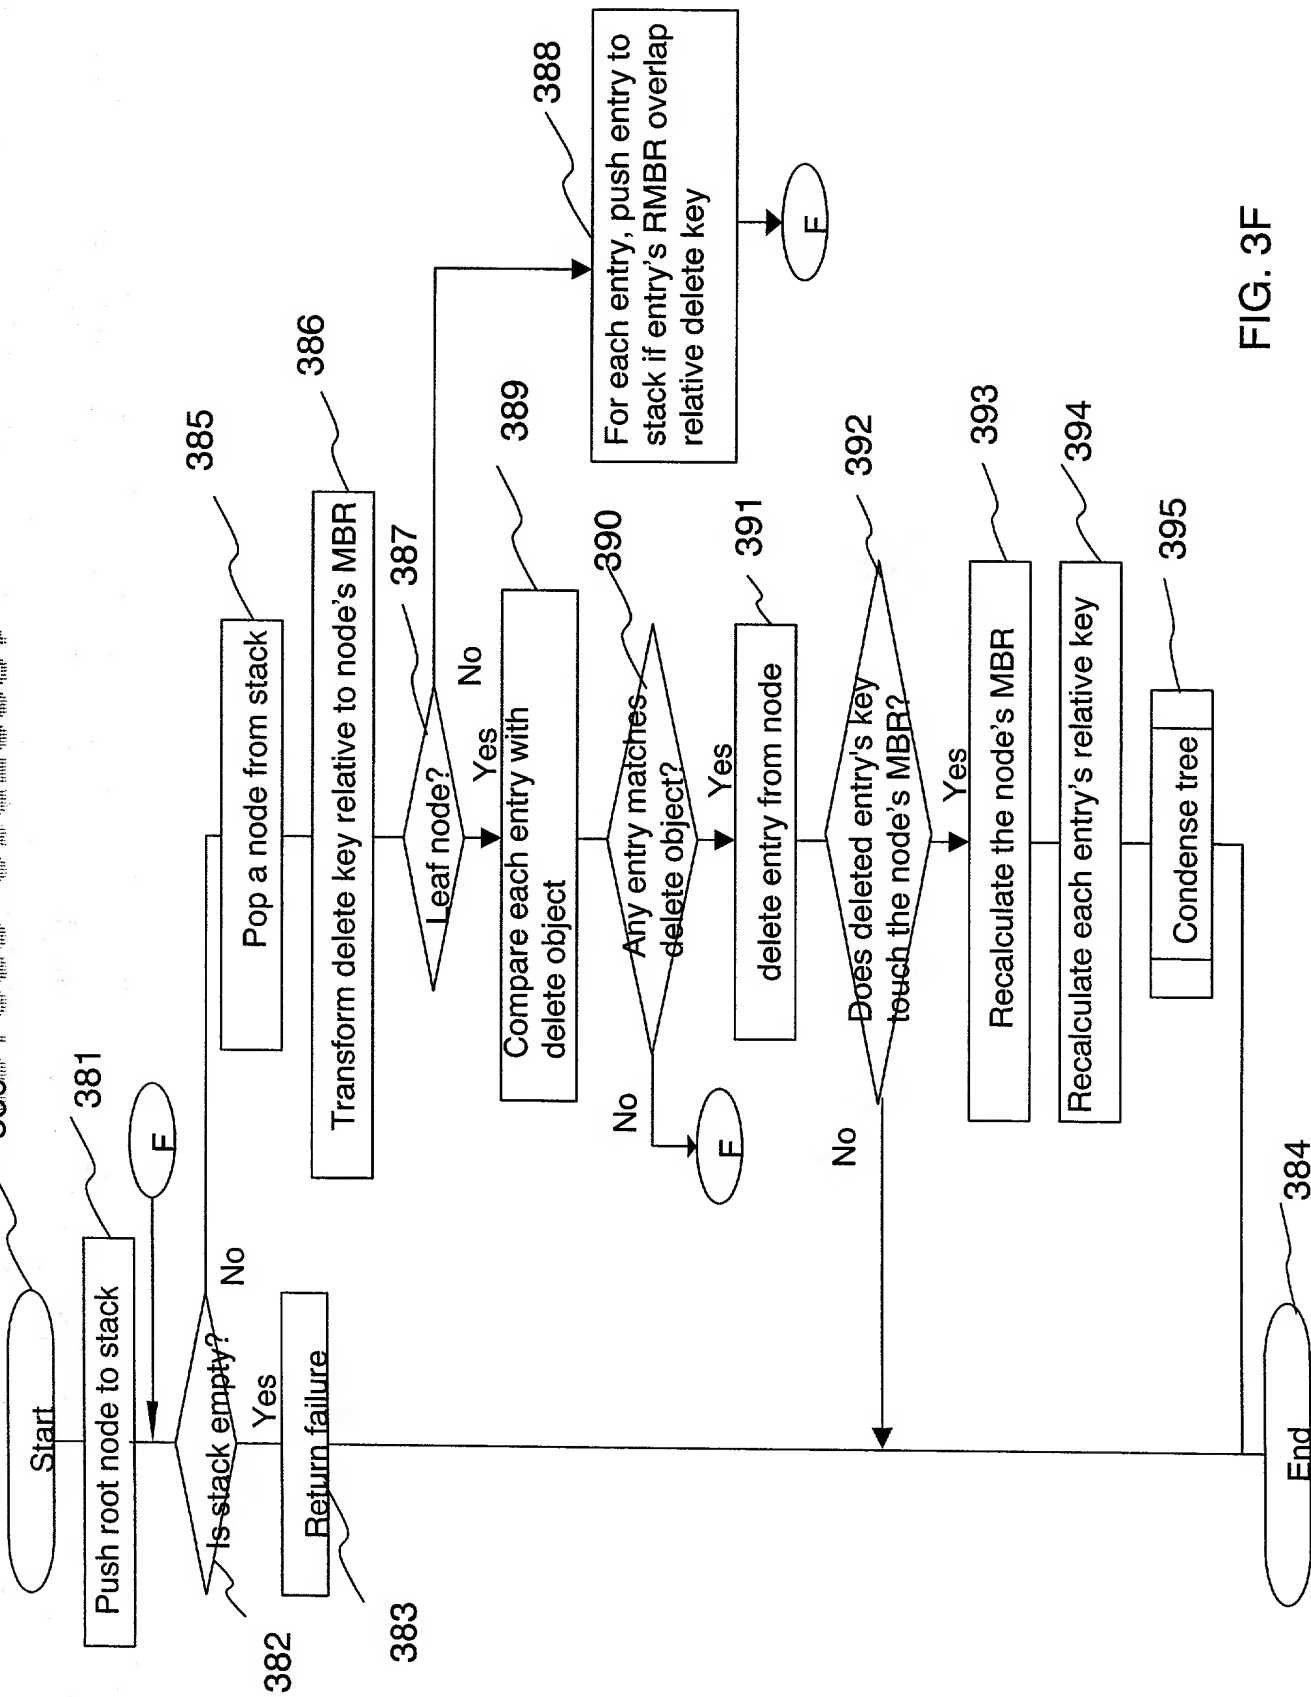 Start
381
Push root node to stack
F
Is stack empty?
382
No
Yes
Return failure
383
385
Pop a node from stack
386
Transform delete key relative to node's MBR
387
Leaf node?
No
Yes
388
For each entry, push entry to
stack if entry's RMBR overlap
relative delete key
F
389
Compare each entry with
delete object
390
Any entry matches
delete object?
No
F
Yes
391
delete entry from node
392
Does deleted entry's key
touch the node's MBR?
No
Yes
393
Recalculate the node's MBR
394
Recalculate each entry's relative key
395
Condense tree
384
End
FIG. 3F